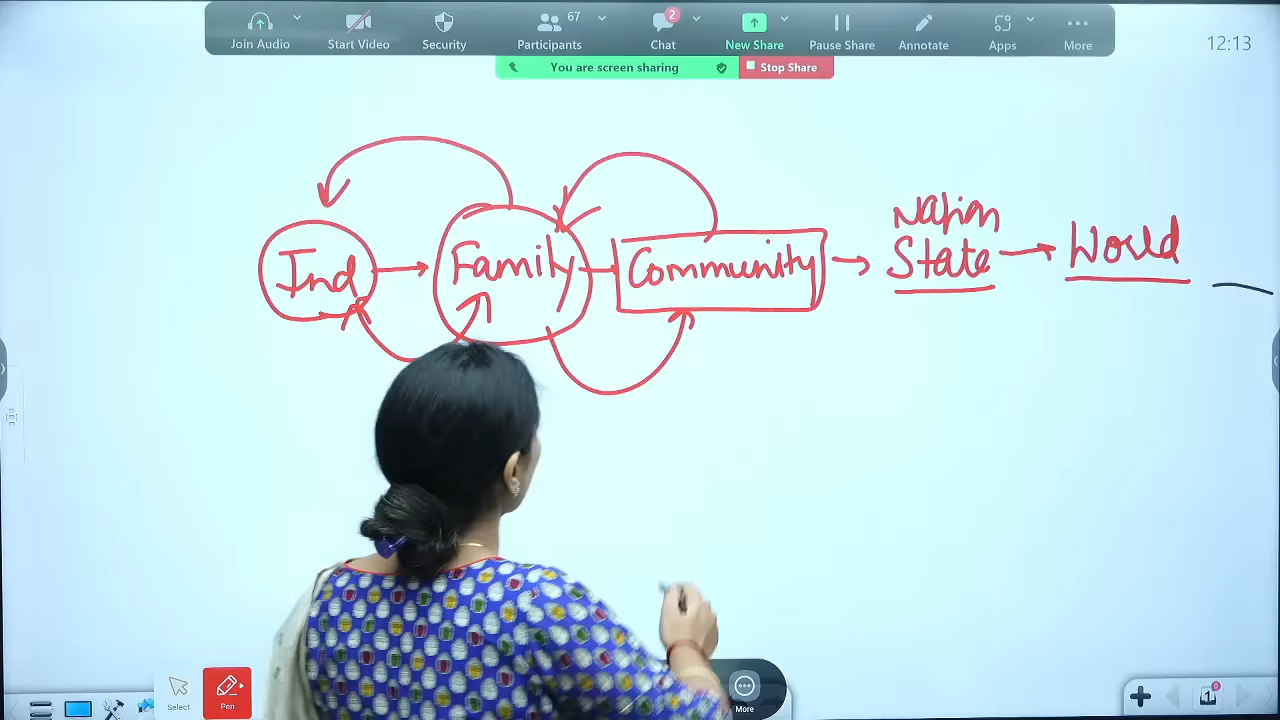 67
2
Join Audio
Start Video
Security
Participants
Chat
New Share
Pause Share
Annotate
Apps
More
12:13
You are screen sharing
Stop Share
Nation
Ind
Family
Community
State
World
Select
Pen
More